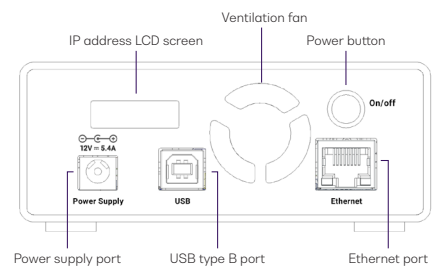 Ventilation fan
IP address LCD screen
Power button
On/off
12V = 5.4A
Power Supply
USB
Ethernet
Power supply port
USB type B port
Ethernet port